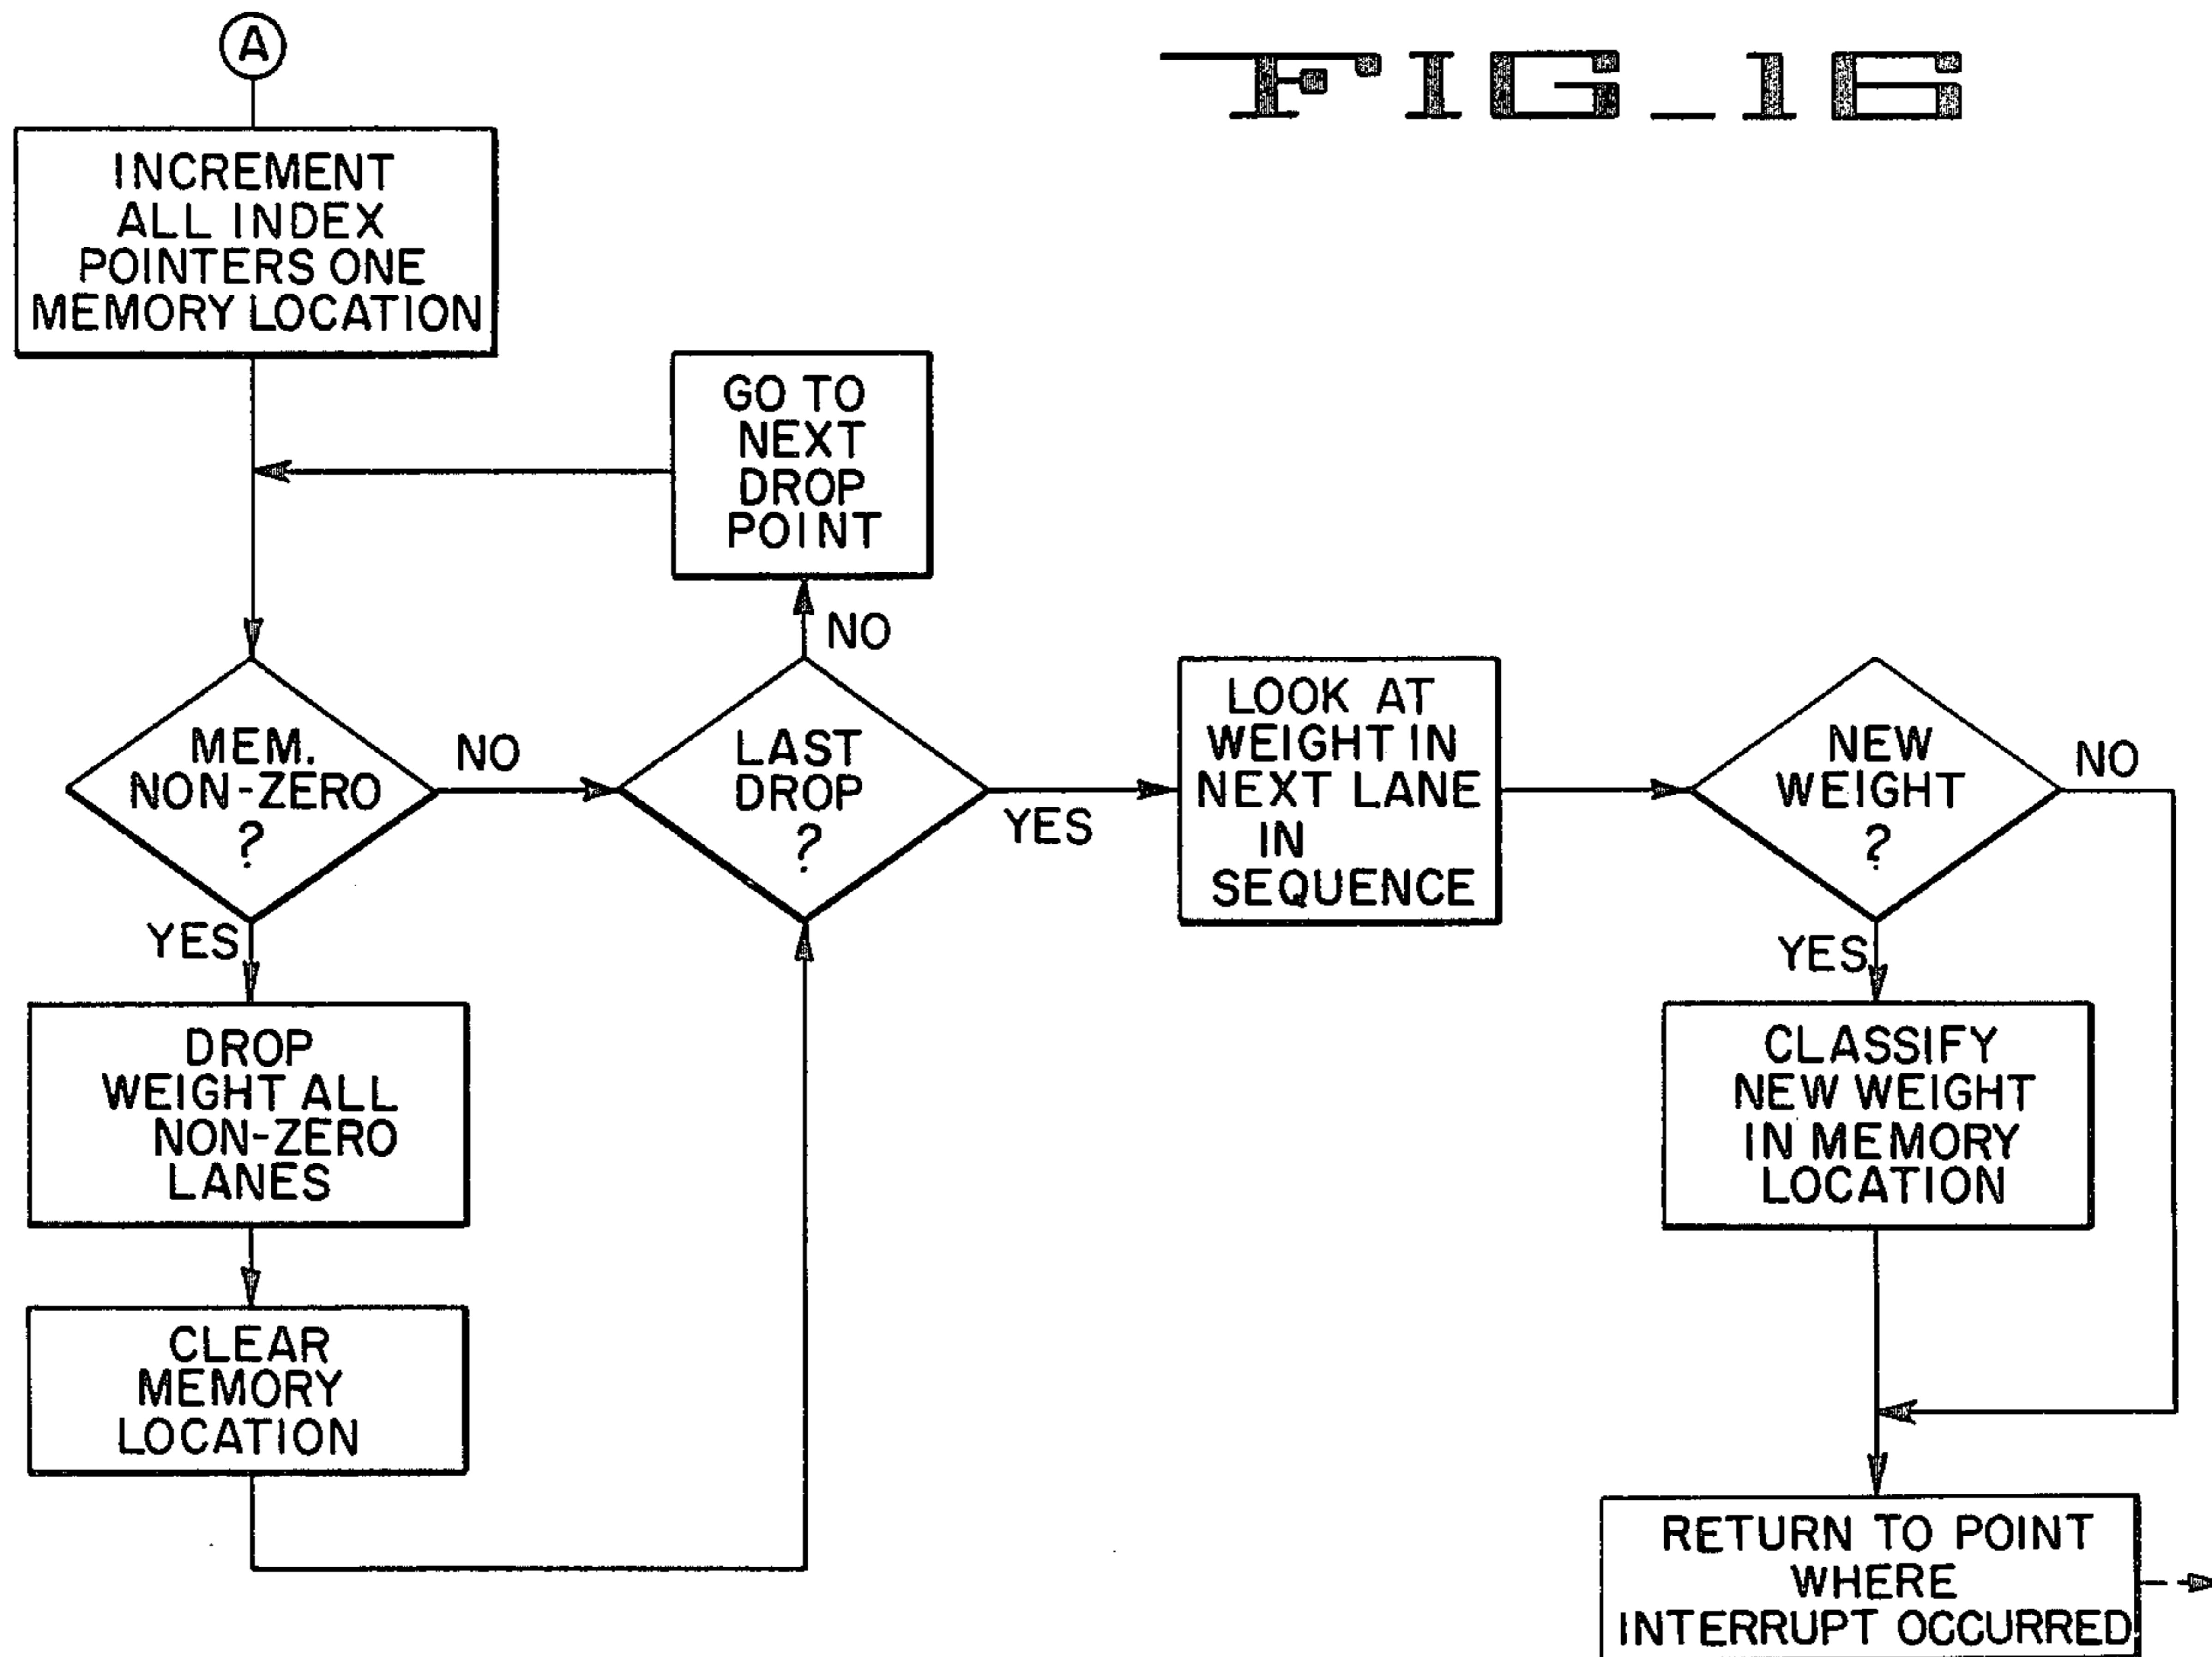 A
FIG_16
INCREMENT
ALL INDEX
POINTERS ONE
MEMORY LOCATION
GO TO
NEXT
DROP
POINT
NO
MEM.
NON-ZERO
?
NO
YES
LAST
DROP
?
YES
LOOK AT
WEIGHT IN
NEXT LANE
IN
SEQUENCE
NEW
WEIGHT
?
NO
YES
DROP
WEIGHT ALL
NON-ZERO
LANES
CLEAR
MEMORY
LOCATION
CLASSIFY
NEW WEIGHT
IN MEMORY
LOCATION
RETURN TO POINT
WHERE
INTERRUPT OCCURRED